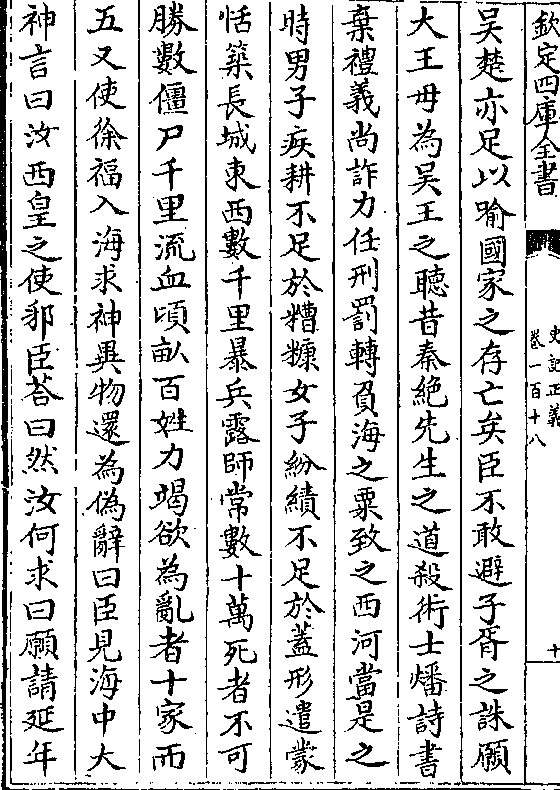 欽定四庫全書
史記正義
卷一百十八
十
吳楚亦足以喻國家之存亡矣臣不敢避子胥之誅願
大王毋為吳王之聽昔秦絶先生之道殺術士燔詩書
棄禮義尚詐力任刑罰轉負海之粟致之西河當是之
時男子疾耕不足於糟糠女子紛績不足於蓋形遣蒙
恬築長城東西數千里暴兵露師常數十萬死者不可
勝數僵尸千里流血頃畝百姓力竭欲為亂者十家而
五又使徐福入海求神異物還為偽辭曰臣見海中大
神言曰汝西皇之使邪臣荅曰然汝何求曰願請延年